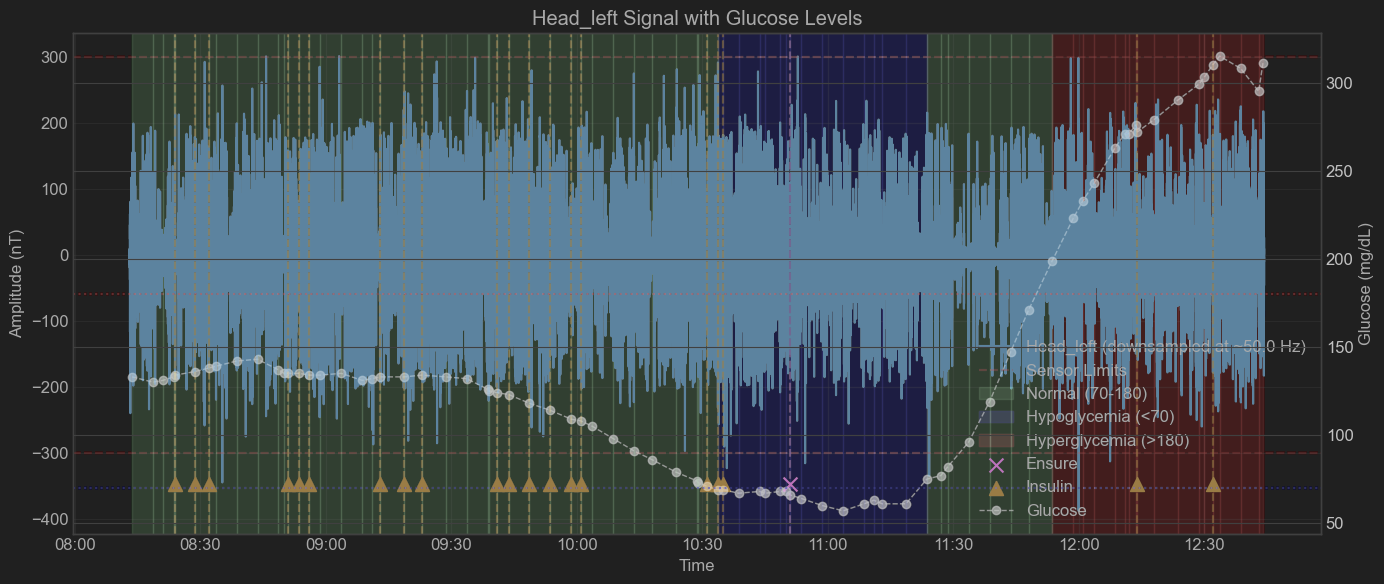 Head_left Signal with Glucose Levels
Amplitude (nT)
300
200
100
0
−100
−200
−300
−400
08:00
08:30
09:00
09:30
10:00
10:30
11:00
11:30
12:00
12:30
Time
300
250
200
150
100
50
Glucose (mg/dL)
Head_left (downsampled at ~50.0 Hz)
Sensor Limits
Normal (70-180)
Hypoglycemia (<70)
Hyperglycemia (>180)
Ensure
Insulin
Glucose